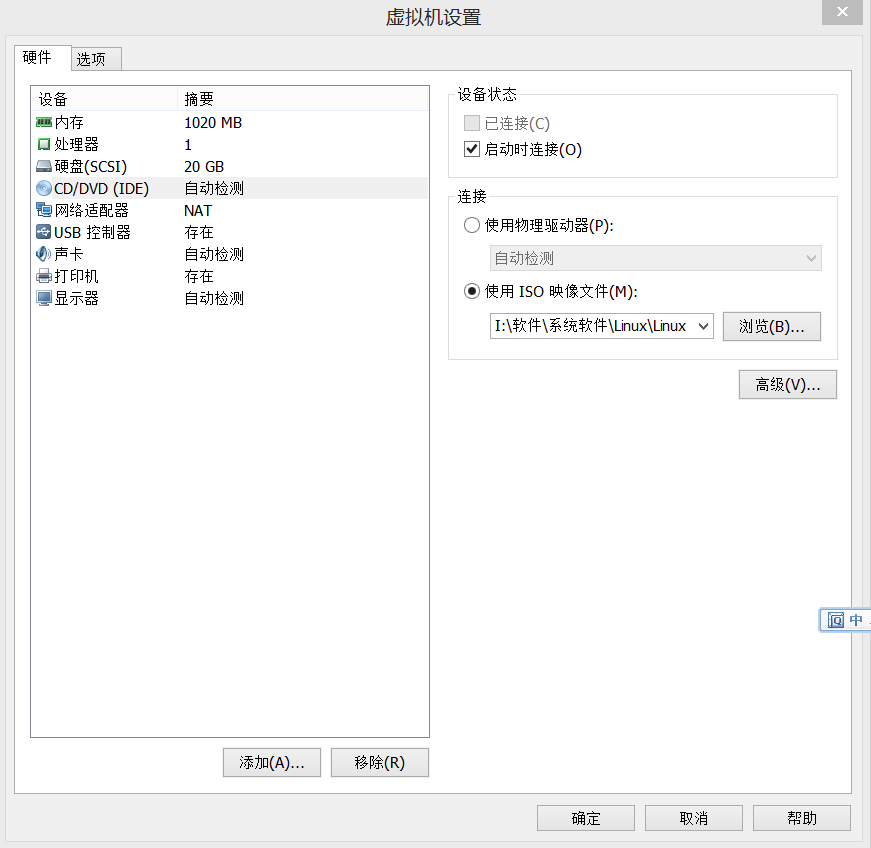 虚拟机设置
硬件 选项
设备 摘要
内存 1020 MB
处理器 1
硬盘(SCSI) 20 GB
CD/DVD (IDE) 自动检测
网络适配器 NAT
USB 控制器 存在
声卡 自动检测
打印机 存在
显示器 自动检测
添加(A)... 移除(R)
设备状态
已连接(C)
启动时连接(O)
连接
使用物理驱动器(P):
自动检测
使用 ISO 映像文件(M):
I:\软件\系统软件\Linux\Linux 浏览(B)...
高级(V)...
中
确定 取消 帮助